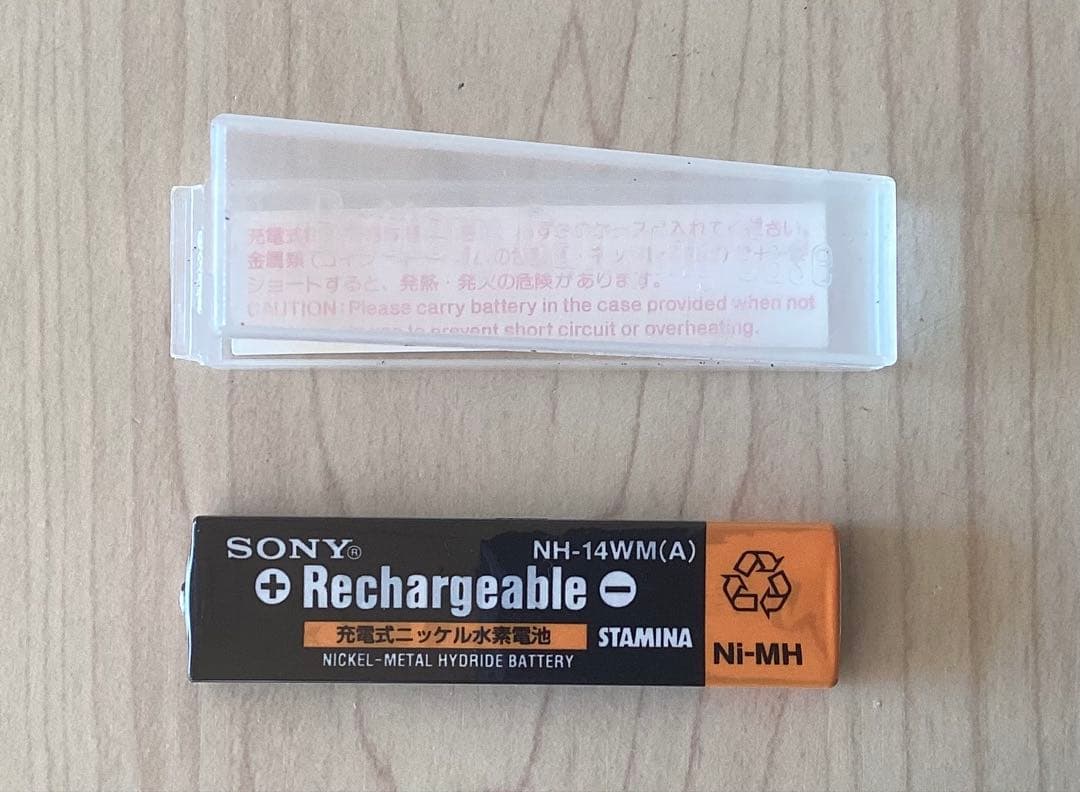 充電式
金属類
ショートすると、発熱・発火の危険があります。
CAUTION: Please carry battery in the case provided when not
to prevent short circuit or overheating.
SONY®
NH-14WM(A)
+ Rechargeable −
充電式ニッケル水素電池
STAMINA
NICKEL-METAL HYDRIDE BATTERY
Ni-MH